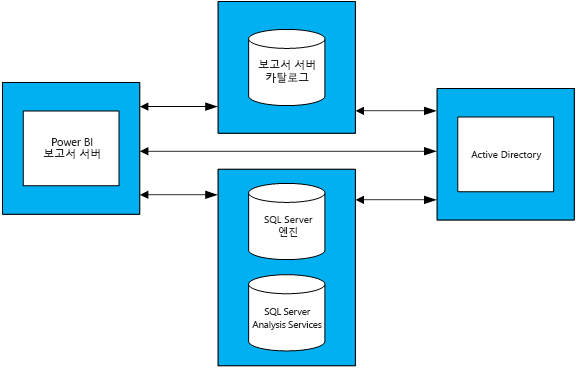 보고서 서버
카탈로그
Power BI
보고서 서버
Active Directory
SQL Server
엔진
SQL Server
Analysis Services